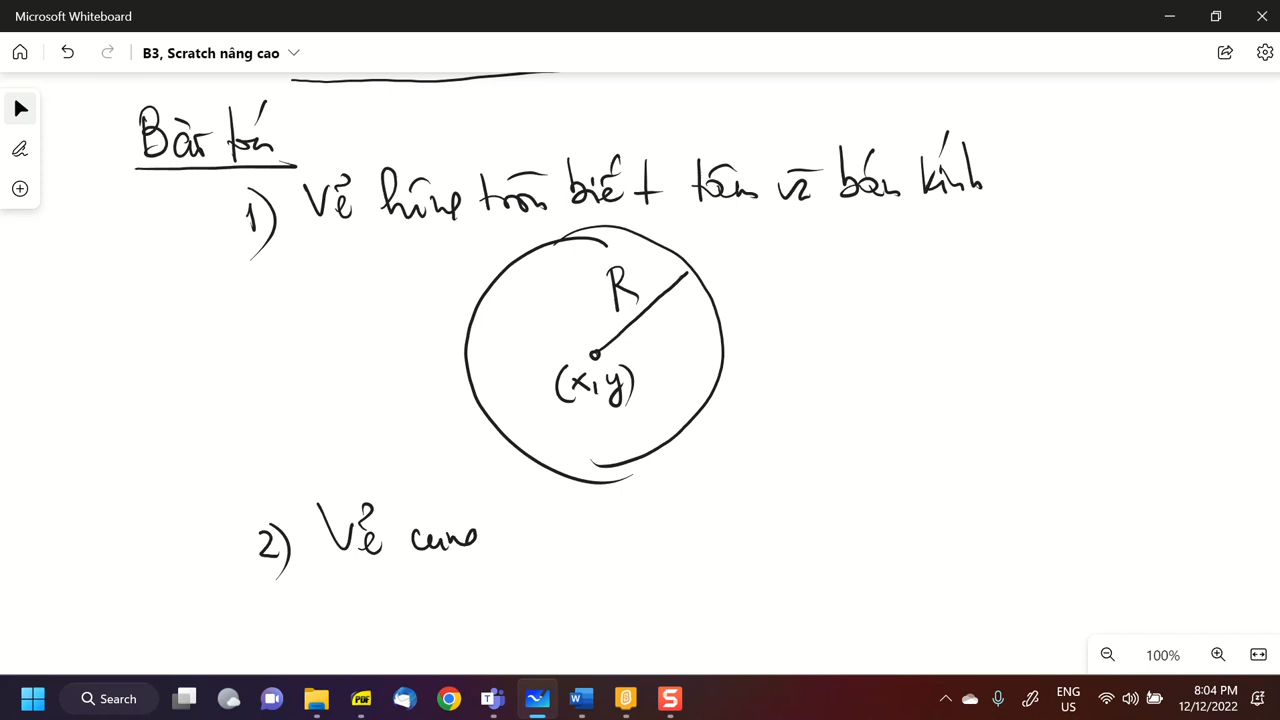 Microsoft Whiteboard
B3, Scratch nâng cao
Bài toán
1) Vẽ hình tròn biết tâm và bán kính
R
(x, y)
2) Vẽ cung
100%
Search
ENG
US
8:04 PM
12/12/2022